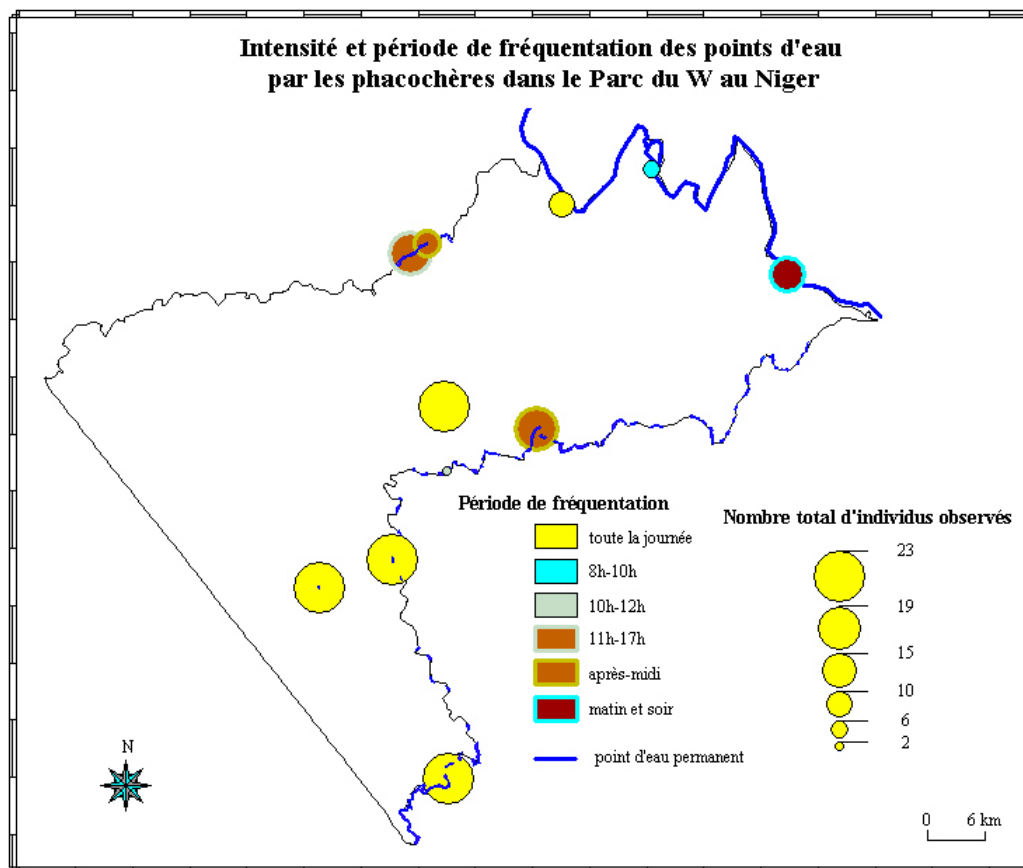 Intensité et période de fréquentation des points d'eau
par les phacochères dans le Parc du W au Niger
Période de fréquentation
toute la journée
8h-10h
10h-12h
11h-17h
après-midi
matin et soir
point d'eau permanent
Nombre total d'individus observés
23
19
15
10
6
2
N
0 6 km